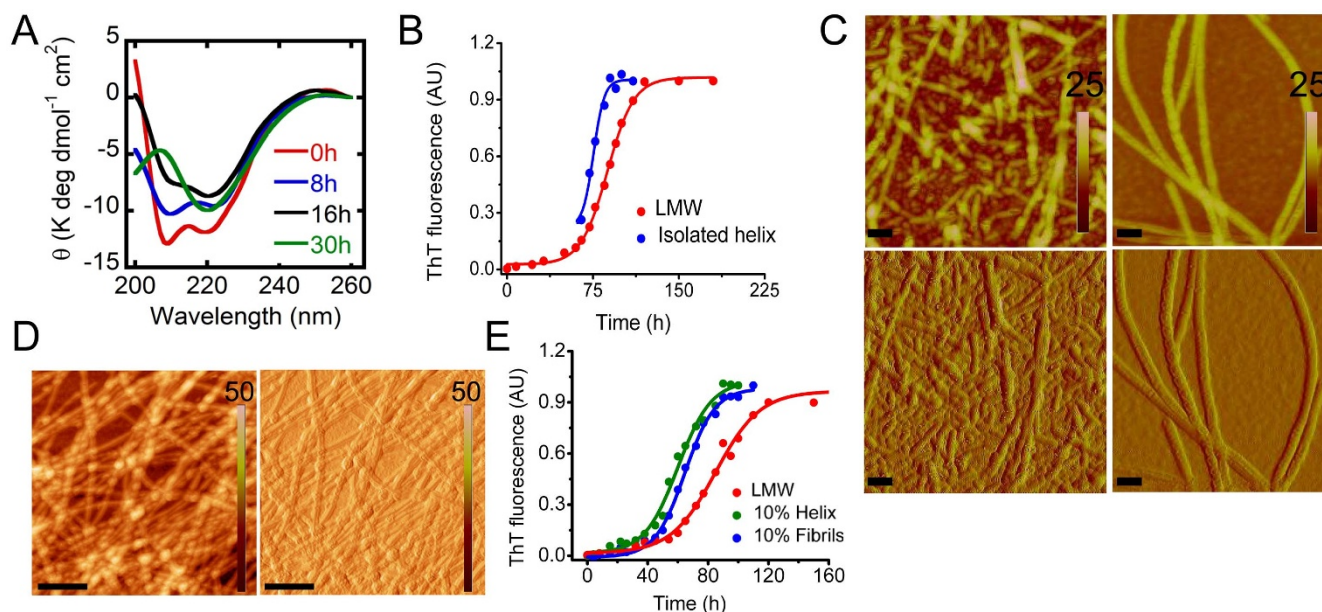 A
5
0
-5
-10
-15
θ (K deg dmol⁻¹ cm²)
0h
8h
16h
30h
200 220 240 260
Wavelength (nm)
B
1.2
0.9
0.6
0.3
0.0
ThT fluorescence (AU)
LMW
Isolated helix
0 75 150 225
Time (h)
C
25
25
D
50
50
E
1.2
0.9
0.6
0.3
0.0
ThT fluorescence (AU)
LMW
10% Helix
10% Fibrils
0 40 80 120 160
Time (h)